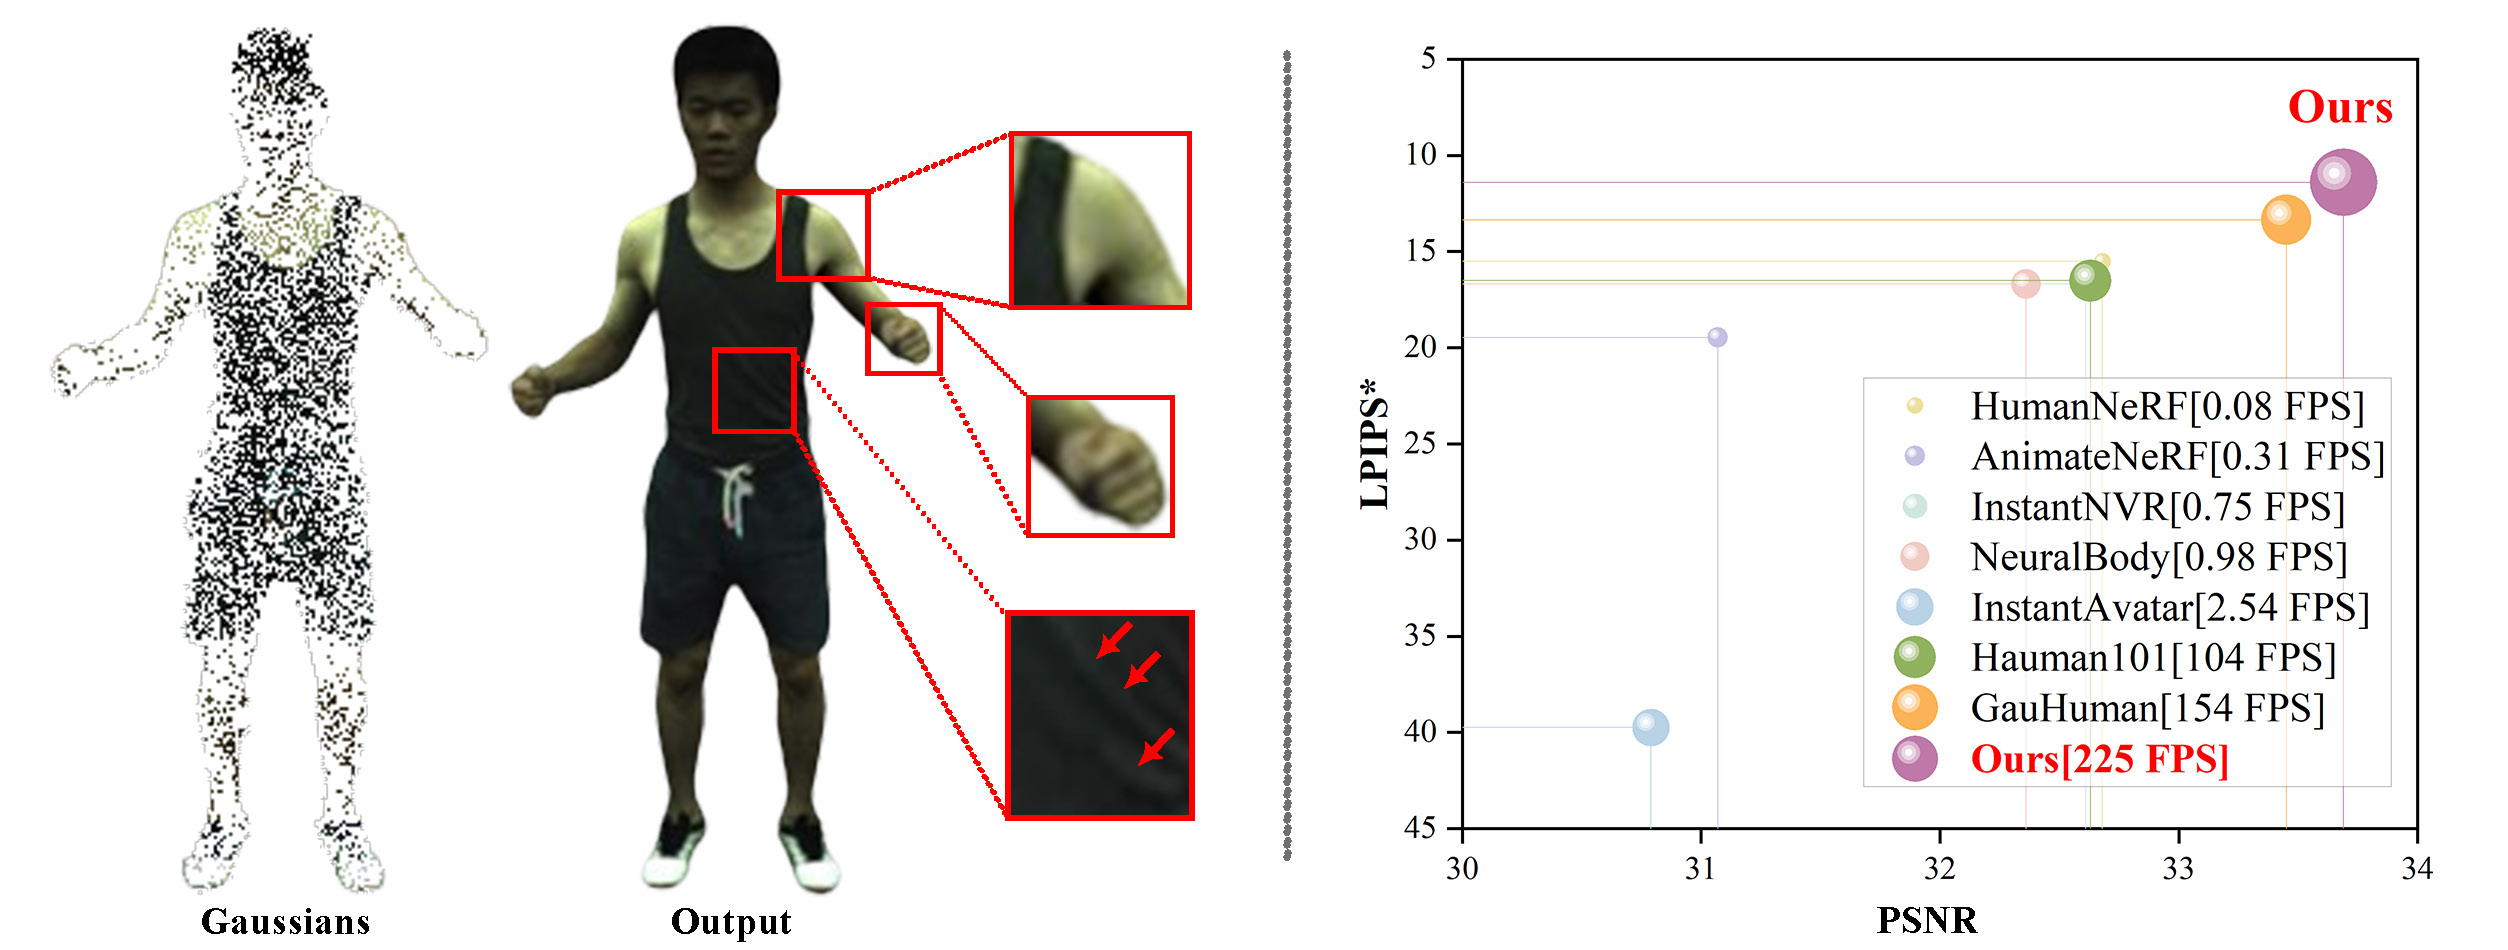 Gaussians
Output
Ours
LPIPS*
5
10
15
20
25
30
35
40
45
30
31
32
33
34
PSNR
HumanNeRF[0.08 FPS]
AnimateNeRF[0.31 FPS]
InstantNVR[0.75 FPS]
NeuralBody[0.98 FPS]
InstantAvatar[2.54 FPS]
Hauman101[104 FPS]
GauHuman[154 FPS]
Ours[225 FPS]